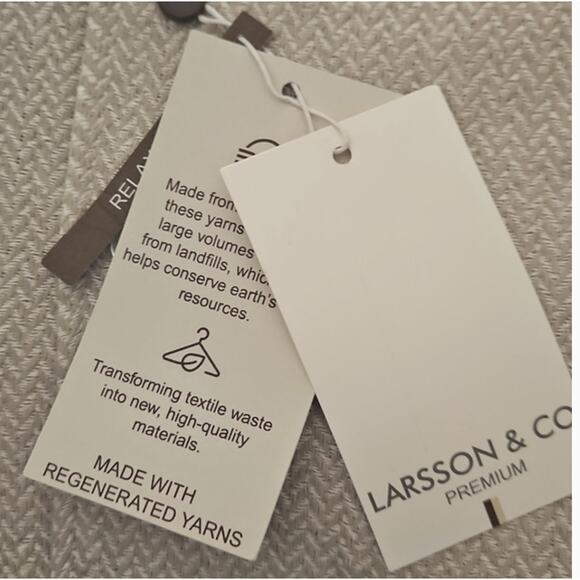 RELAX
Made from
these yarns
large volumes
from landfills, which
helps conserve earth's
resources.
Transforming textile waste
into new, high-quality
materials.
MADE WITH
REGENERATED YARNS
LARSSON & CO
PREMIUM